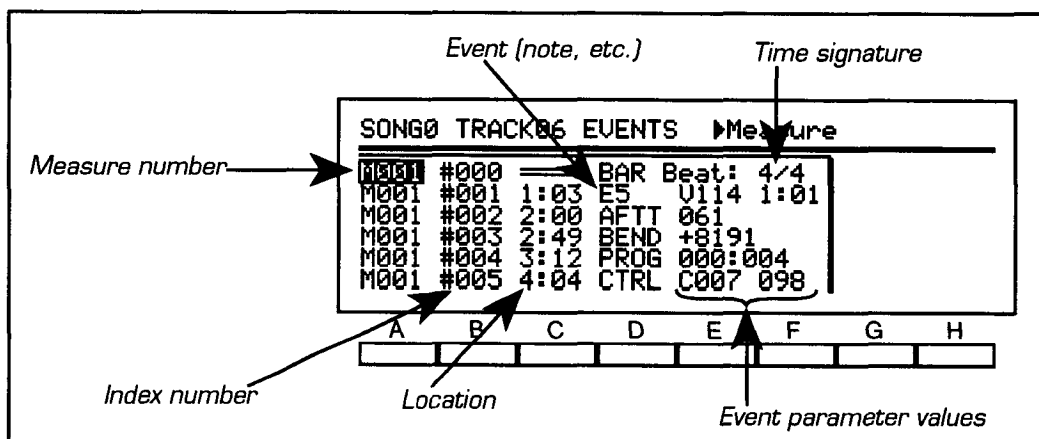 Event (note, etc.)
Time signature
SONG0 TRACK06 EVENTS ▶Measure
Measure number
M001 #000 ——— BAR Beat: 4/4
M001 #001 1:03 E5 V114 1:01
M001 #002 2:00 AFTT 061
M001 #003 2:49 BEND +8191
M001 #004 3:12 PROG 000:004
M001 #005 4:04 CTRL C007 098
A B C D E F G H
Index number
Location
Event parameter values